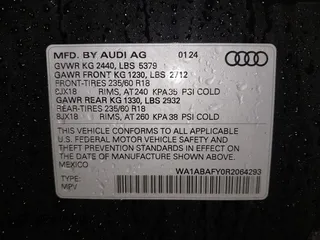 MFD. BY AUDI AG 01 24
GVWR KG 2440, LBS 5379
GAWR FRONT KG 1230, LBS 2712
FRONT-TIRES 235/60 R18
8JX18 RIMS, AT 240 KPA 35 PSI COLD
GAWR REAR KG 1330, LBS 2932
REAR-TIRES 235/60 R18
8JX18 RIMS, AT 260 KPA 38 PSI COLD
THIS VEHICLE CONFORMS TO ALL APPLICABLE
U.S. FEDERAL MOTOR VEHICLE SAFETY AND
THEFT PREVENTION STANDARDS IN EFFECT ON
THE DATE OF MANUFACTURE SHOWN ABOVE.
MEXICO WA1ABAFY0R2064293
TYPE:
MPV